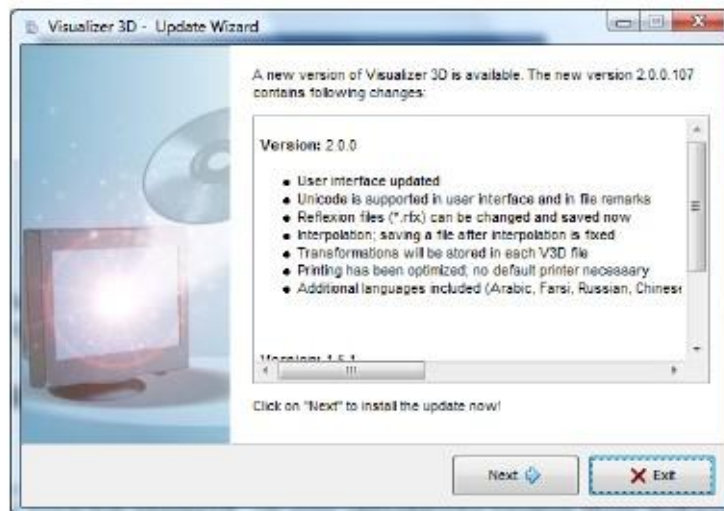 Visualizer 3D - Update Wizard
A new version of Visualizer 3D is available. The new version 2.0.0.107
contains following changes:
Version: 2.0.0
● User interface updated
● Unicode is supported in user interface and in file remarks
● Reflexion files (*.rfx) can be changed and saved now
● Interpolation; saving a file after interpolation is fixed
● Transformations will be stored in each V3D file
● Printing has been optimized; no default printer necessary
● Additional languages included (Arabic, Farsi, Russian, Chinese
Version: 1.5.1
Click on "Next" to install the update now!
Next
Exit